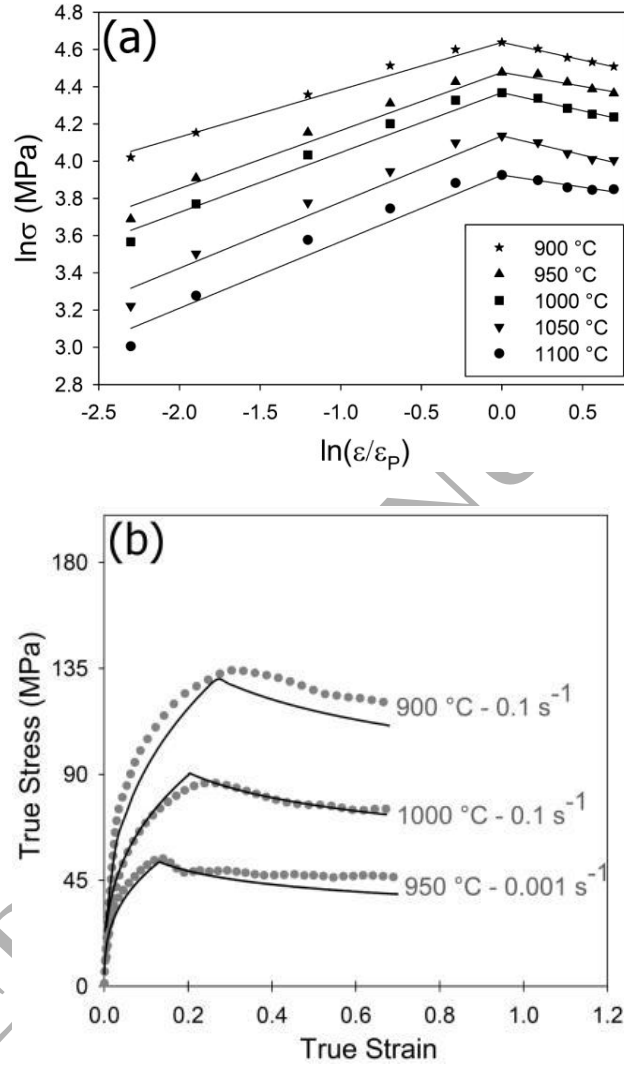 (a)
4.8
4.6
4.4
4.2
4.0
3.8
3.6
3.4
3.2
3.0
2.8
lnσ (MPa)
900 °C
950 °C
1000 °C
1050 °C
1100 °C
-2.5 -2.0 -1.5 -1.0 -0.5 0.0 0.5
ln(ε/εP)
(b)
180
135
90
45
0
True Stress (MPa)
900 °C - 0.1 s-1
1000 °C - 0.1 s-1
950 °C - 0.001 s-1
0.0 0.2 0.4 0.6 0.8 1.0 1.2
True Strain